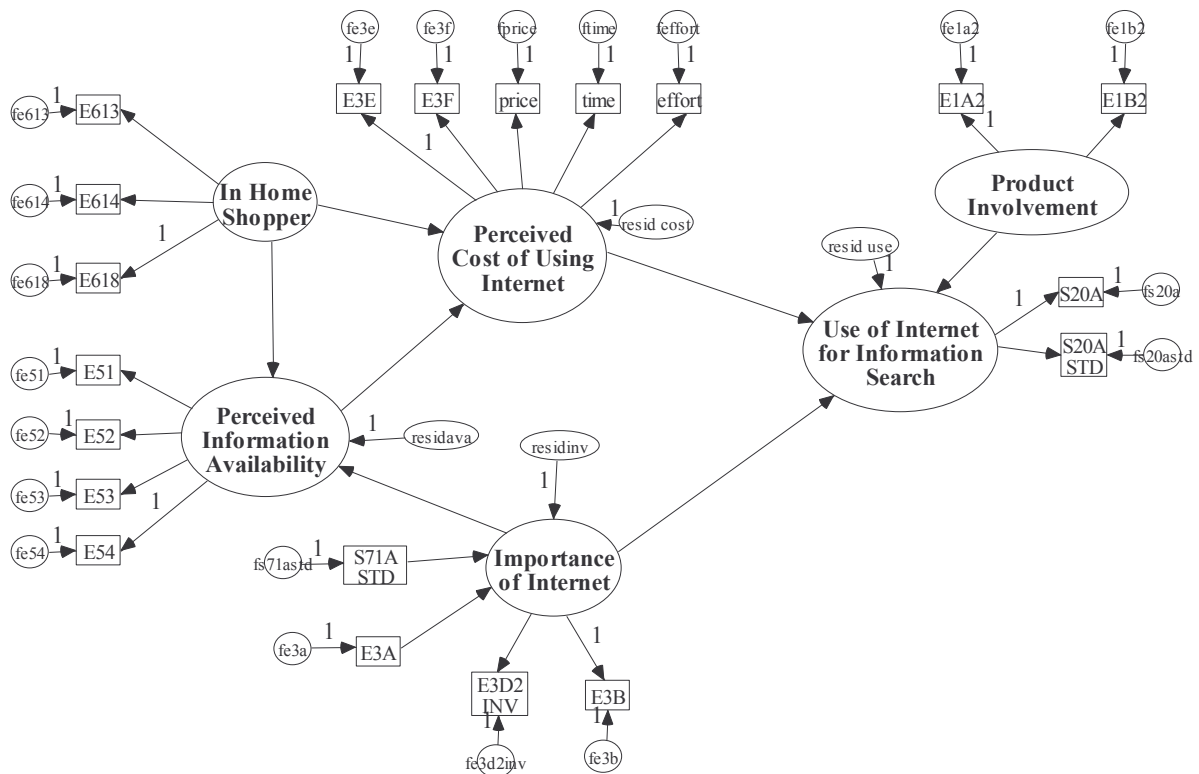 fe3e
fe3f
fprice
ftime
feffort
fe1a2
fe1b2
1
1
1
1
1
1
1
E3E
E3F
price
time
effort
E1A2
E1B2
fe613
1
E613
1
1
fe614
1
E614
In Home
Shopper
1
Product
Involvement
fe618
1
E618
Perceived
Cost of Using
Internet
1
resid cost
resid use
1
Use of Internet
for Information
Search
1
S20A
1
fs20a
S20A
STD
1
fs20astd
fe51
1
E51
fe52
1
E52
Perceived
Information
Availability
1
residava
fe53
1
E53
1
fe54
1
E54
residinv
1
fs71astd
1
S71A
STD
Importance
of Internet
fe3a
1
E3A
1
E3D2
INV
E3B
1
1
fe3d2inv
fe3b